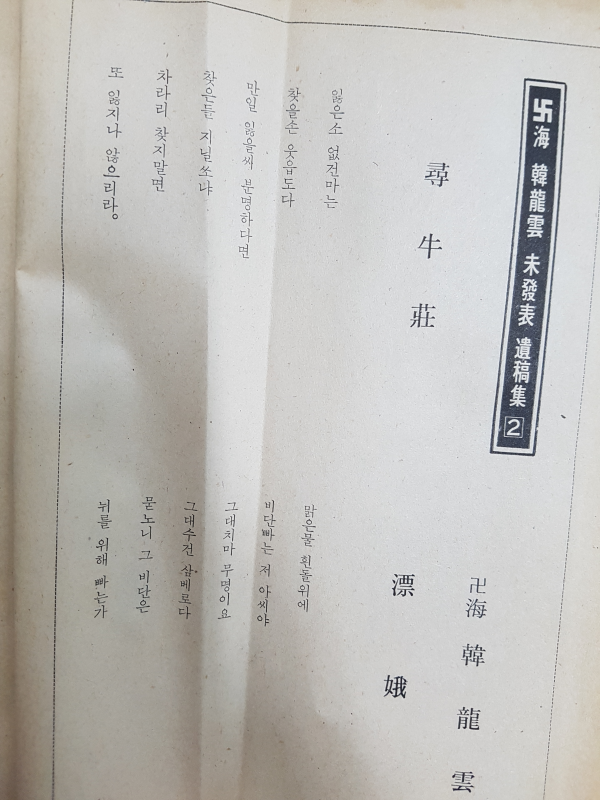 卐海 韓龍雲 未發表 遺稿集 2
卍海韓龍雲
尋牛莊
잃은소 없건마는
찾을손 웃읍도다
만일 잃을씨 분명하다면
찾은들 지닐쏘냐
차라리 찾지말면
또 잃지나 않으리라。
漂娥
맑은물 흰돌위에
비단빠는 저 아씨야
그대치마 무명이요
그대수건 삼베로다
묻노니 그 비단은
뉘를 위해 빠는가